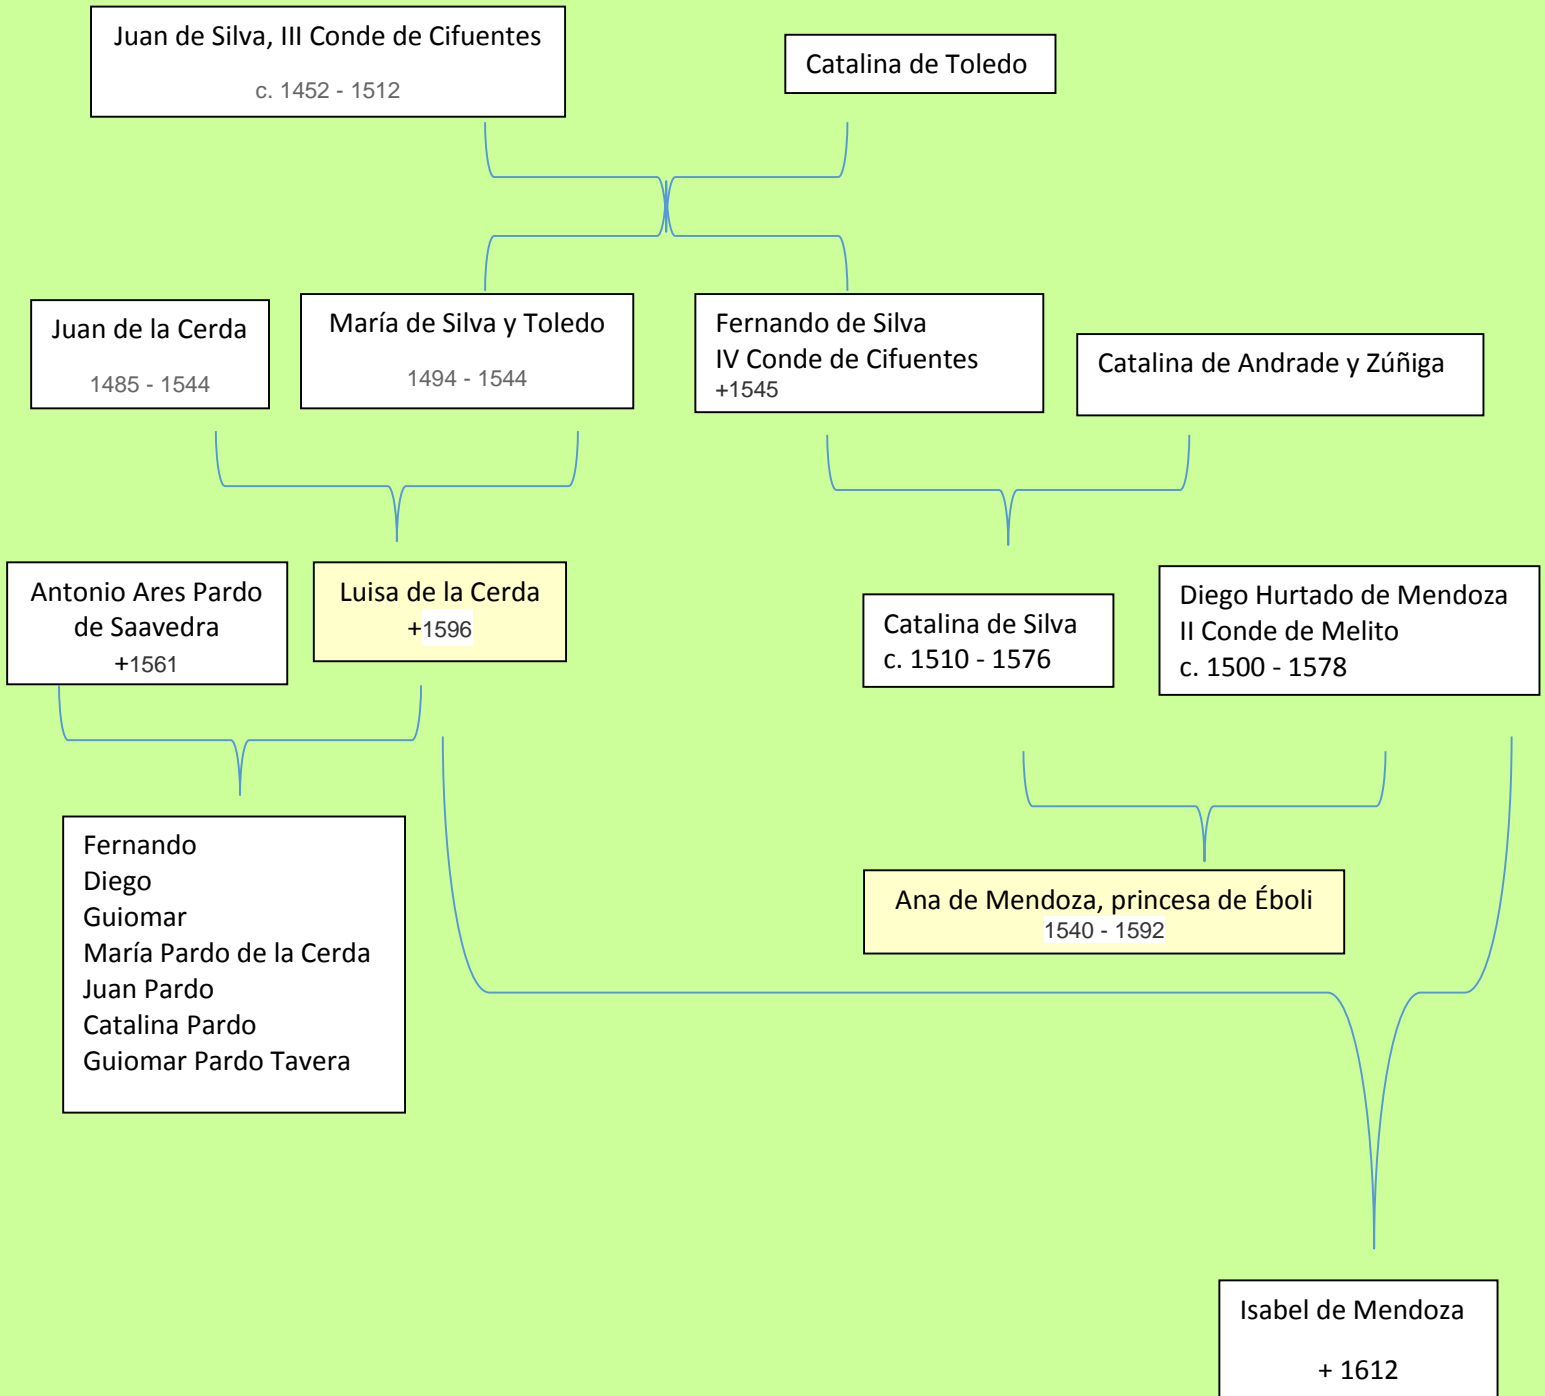 Juan de Silva, III Conde de Cifuentes
c. 1452 - 1512
Catalina de Toledo
Juan de la Cerda
1485 - 1544
María de Silva y Toledo
1494 - 1544
Fernando de Silva
IV Conde de Cifuentes
+1545
Catalina de Andrade y Zúñiga
Antonio Ares Pardo
de Saavedra
+1561
Luisa de la Cerda
+1596
Catalina de Silva
c. 1510 - 1576
Diego Hurtado de Mendoza
II Conde de Melito
c. 1500 - 1578
Fernando
Diego
Guiomar
María Pardo de la Cerda
Juan Pardo
Catalina Pardo
Guiomar Pardo Tavera
Ana de Mendoza, princesa de Éboli
1540 - 1592
Isabel de Mendoza
+ 1612